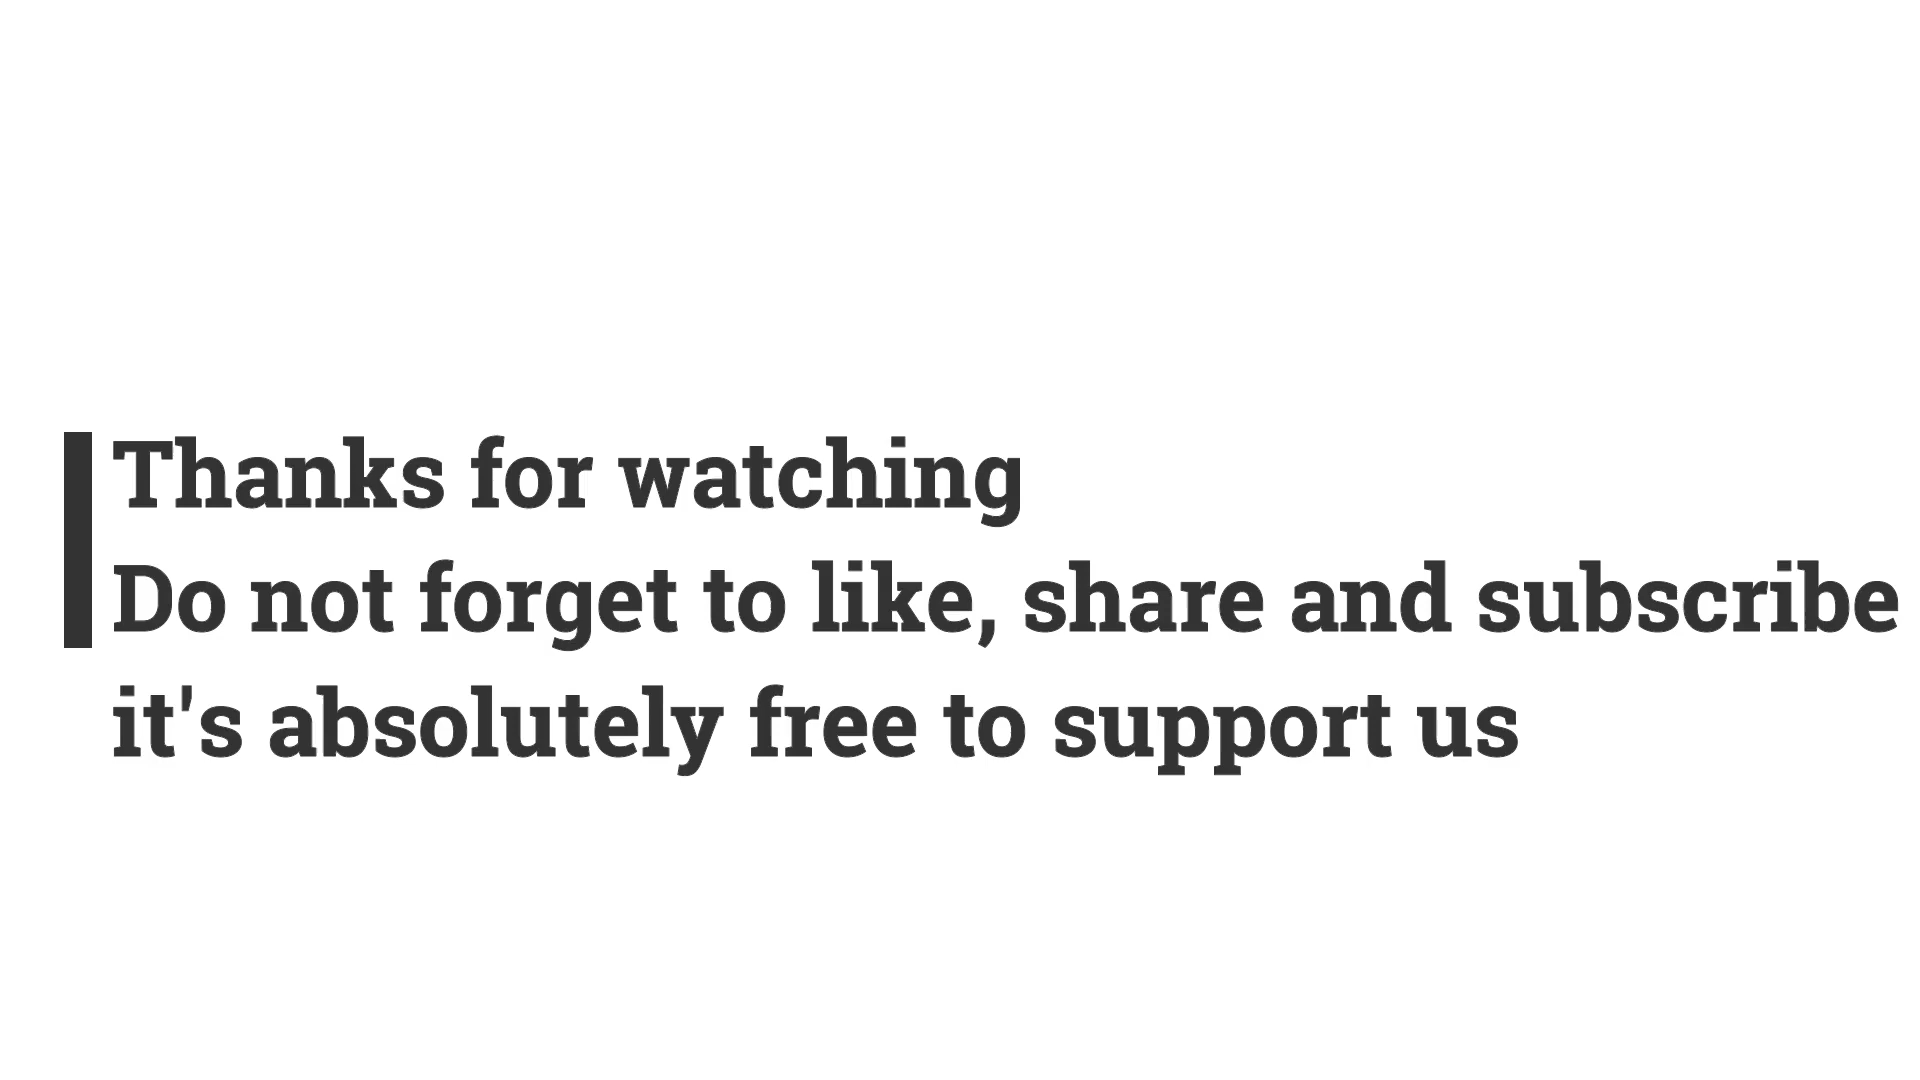 Thanks for watching
Do not forget to like, share and subscribe
it's absolutely free to support us